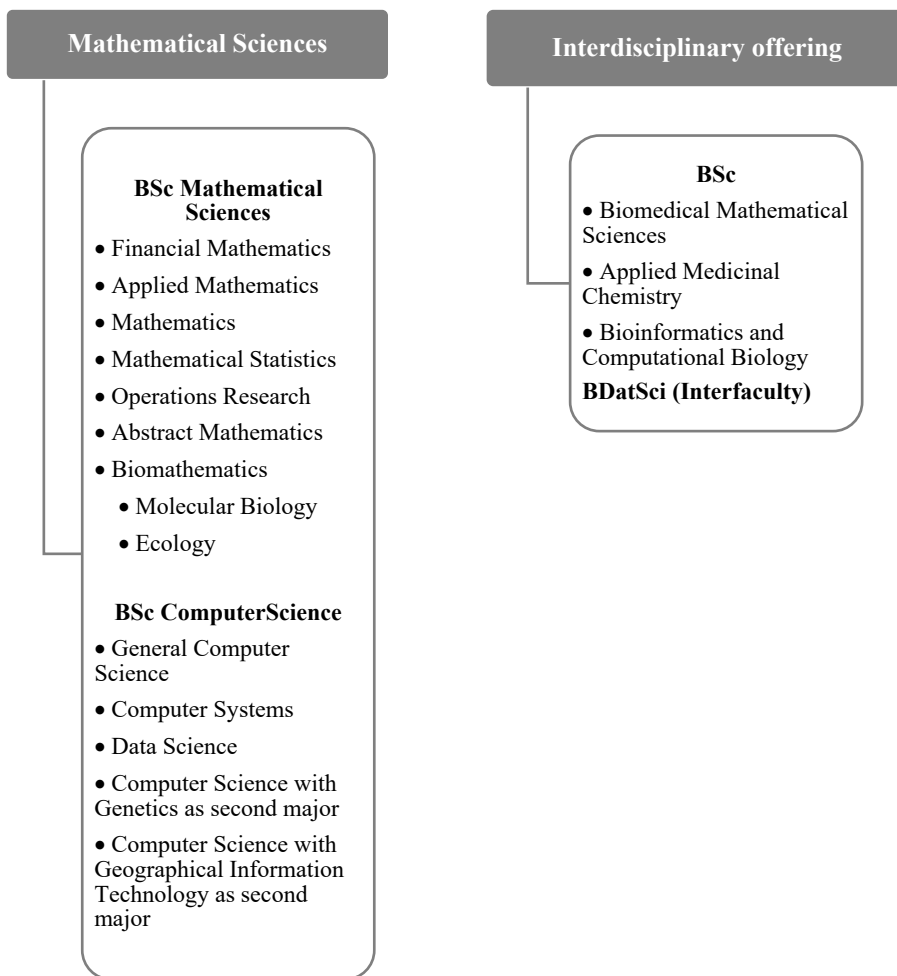 Mathematical Sciences
BSc Mathematical
Sciences
• Financial Mathematics
• Applied Mathematics
• Mathematics
• Mathematical Statistics
• Operations Research
• Abstract Mathematics
• Biomathematics
• Molecular Biology
• Ecology
BSc ComputerScience
• General Computer
Science
• Computer Systems
• Data Science
• Computer Science with
Genetics as second major
• Computer Science with
Geographical Information
Technology as second
major
Interdisciplinary offering
BSc
• Biomedical Mathematical
Sciences
• Applied Medicinal
Chemistry
• Bioinformatics and
Computational Biology
BDatSci (Interfaculty)